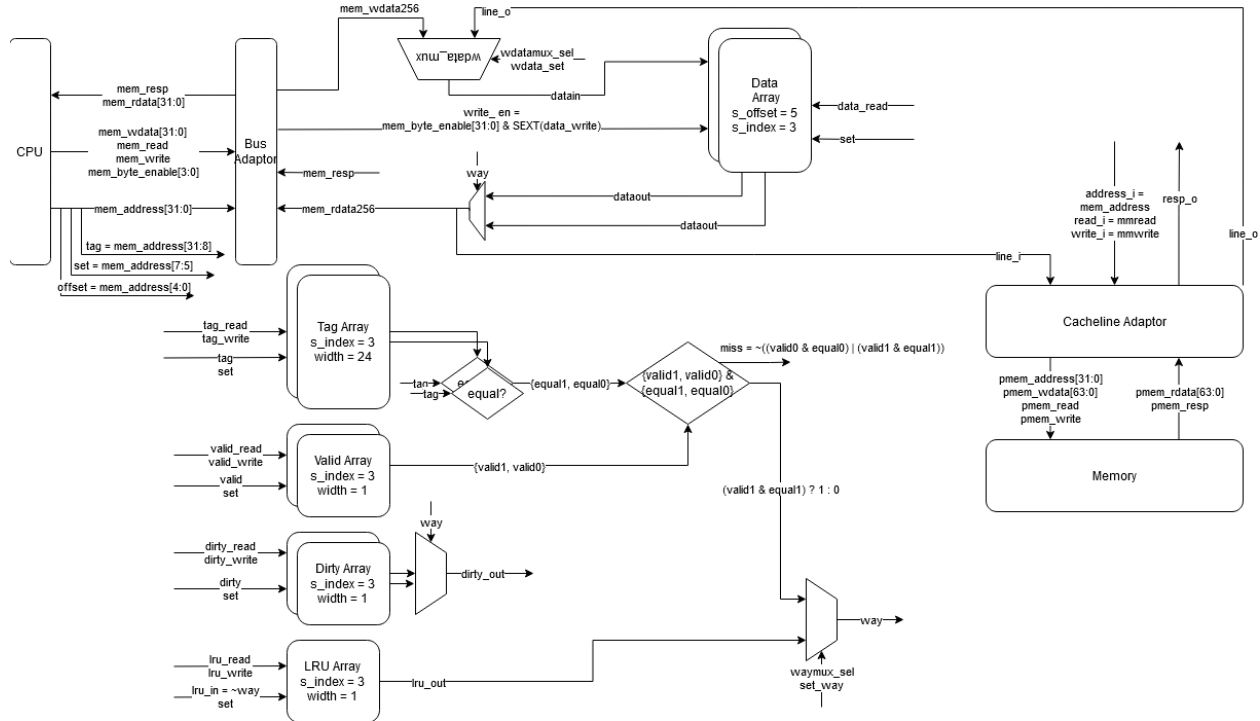 mem_wdata256
line_o
wdata_mux
wdatamux_sel
wdata_set
datain
Data
Array
s_offset = 5
s_index = 3
data_read
set
CPU
mem_resp
mem_rdata[31:0]
mem_wdata[31:0]
mem_read
mem_write
mem_byte_enable[3:0]
mem_address[31:0]
Bus
Adaptor
write_en =
mem_byte_enable[31:0] & SEXT(data_write)
mem_resp
way
mem_rdata256
dataout
dataout
tag = mem_address[31:8]
set = mem_address[7:5]
offset = mem_address[4:0]
line_i
address_i =
mem_address
read_i = mmread
write_i = mmwrite
resp_o
line_o
Cacheline Adaptor
pmem_address[31:0]
pmem_wdata[63:0]
pmem_read
pmem_write
pmem_rdata[63:0]
pmem_resp
Memory
tag_read
tag_write
tag
set
Tag Array
s_index = 3
width = 24
tag
tag
equal?
{equal1, equal0}
{valid1, valid0} &
{equal1, equal0}
miss = ~((valid0 & equal0) | (valid1 & equal1))
valid_read
valid_write
valid
set
Valid Array
s_index = 3
width = 1
{valid1, valid0}
(valid1 & equal1) ? 1 : 0
dirty_read
dirty_write
dirty
set
Dirty Array
s_index = 3
width = 1
way
dirty_out
lru_read
lru_write
lru_in = ~way
set
LRU Array
s_index = 3
width = 1
lru_out
way
waymux_sel
set_way